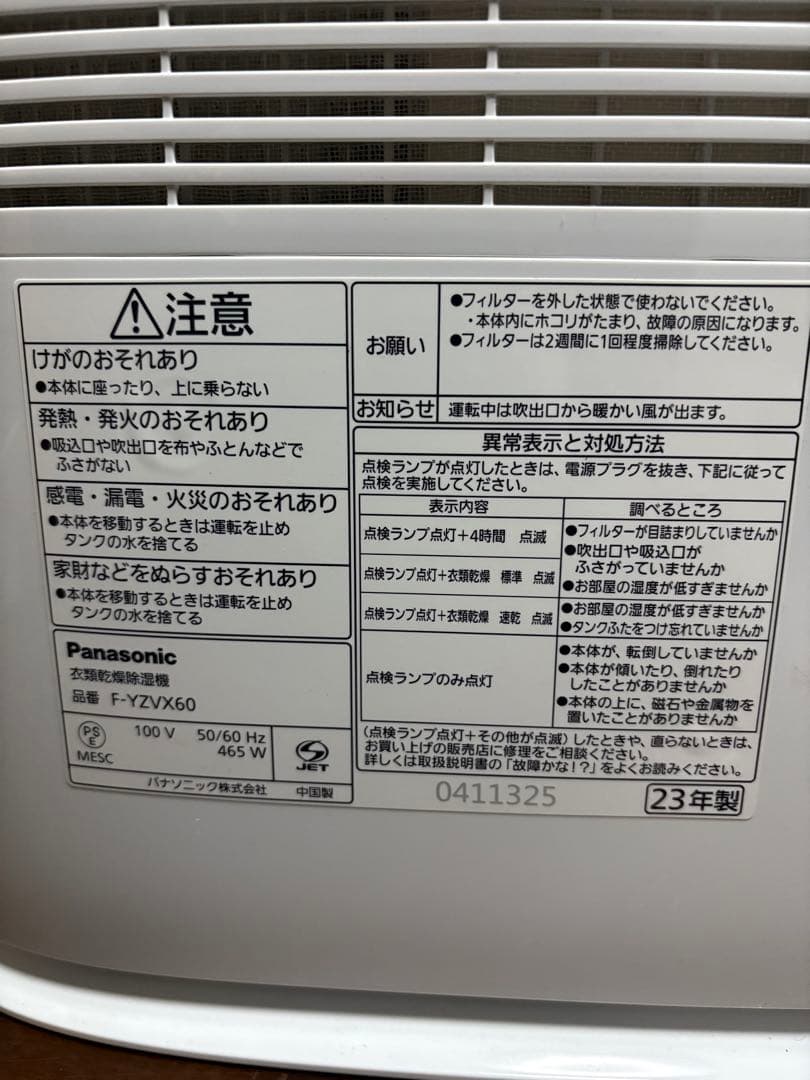 注意
けがのおそれあり
●本体に座ったり、上に乗らない
発熱・発火のおそれあり
●吸込口や吹出口を布やふとんなどで
ふさがない
感電・漏電・火災のおそれあり
●本体を移動するときは運転を止め
タンクの水を捨てる
家財などをぬらすおそれあり
●本体を移動するときは運転を止め
タンクの水を捨てる
Panasonic
衣類乾燥除湿機
品番 F-YZVX60
PSE
MESC
100 V 50/60 Hz
465 W
JET
パナソニック株式会社 中国製
お願い
●フィルターを外した状態で使わないでください。
・本体内にホコリがたまり、故障の原因になります。
●フィルターは2週間に1回程度掃除してください。
お知らせ 運転中は吹出口から暖かい風が出ます。
異常表示と対処方法
点検ランプが点灯したときは、電源プラグを抜き、下記に従って
点検を実施してください。
表示内容 調べるところ
点検ランプ点灯+4時間 点滅
点検ランプ点灯+衣類乾燥 標準 点滅
●フィルターが目詰まりしていませんか
●吹出口や吸込口が
ふさがっていませんか
●お部屋の湿度が低すぎませんか
点検ランプ点灯+衣類乾燥 速乾 点滅
●お部屋の湿度が低すぎませんか
●タンクふたをつけ忘れていませんか
点検ランプのみ点灯
●本体が、転倒していませんか
●本体が傾いたり、倒れたり
したことがありませんか
●本体の上に、磁石や金属物を
置いたことがありませんか
(点検ランプ点灯+その他が点滅)したときや、直らないときは、
お買い上げの販売店に修理をご相談ください。
詳しくは取扱説明書の「故障かな!?」をよくお読みください。
0411325
23年製